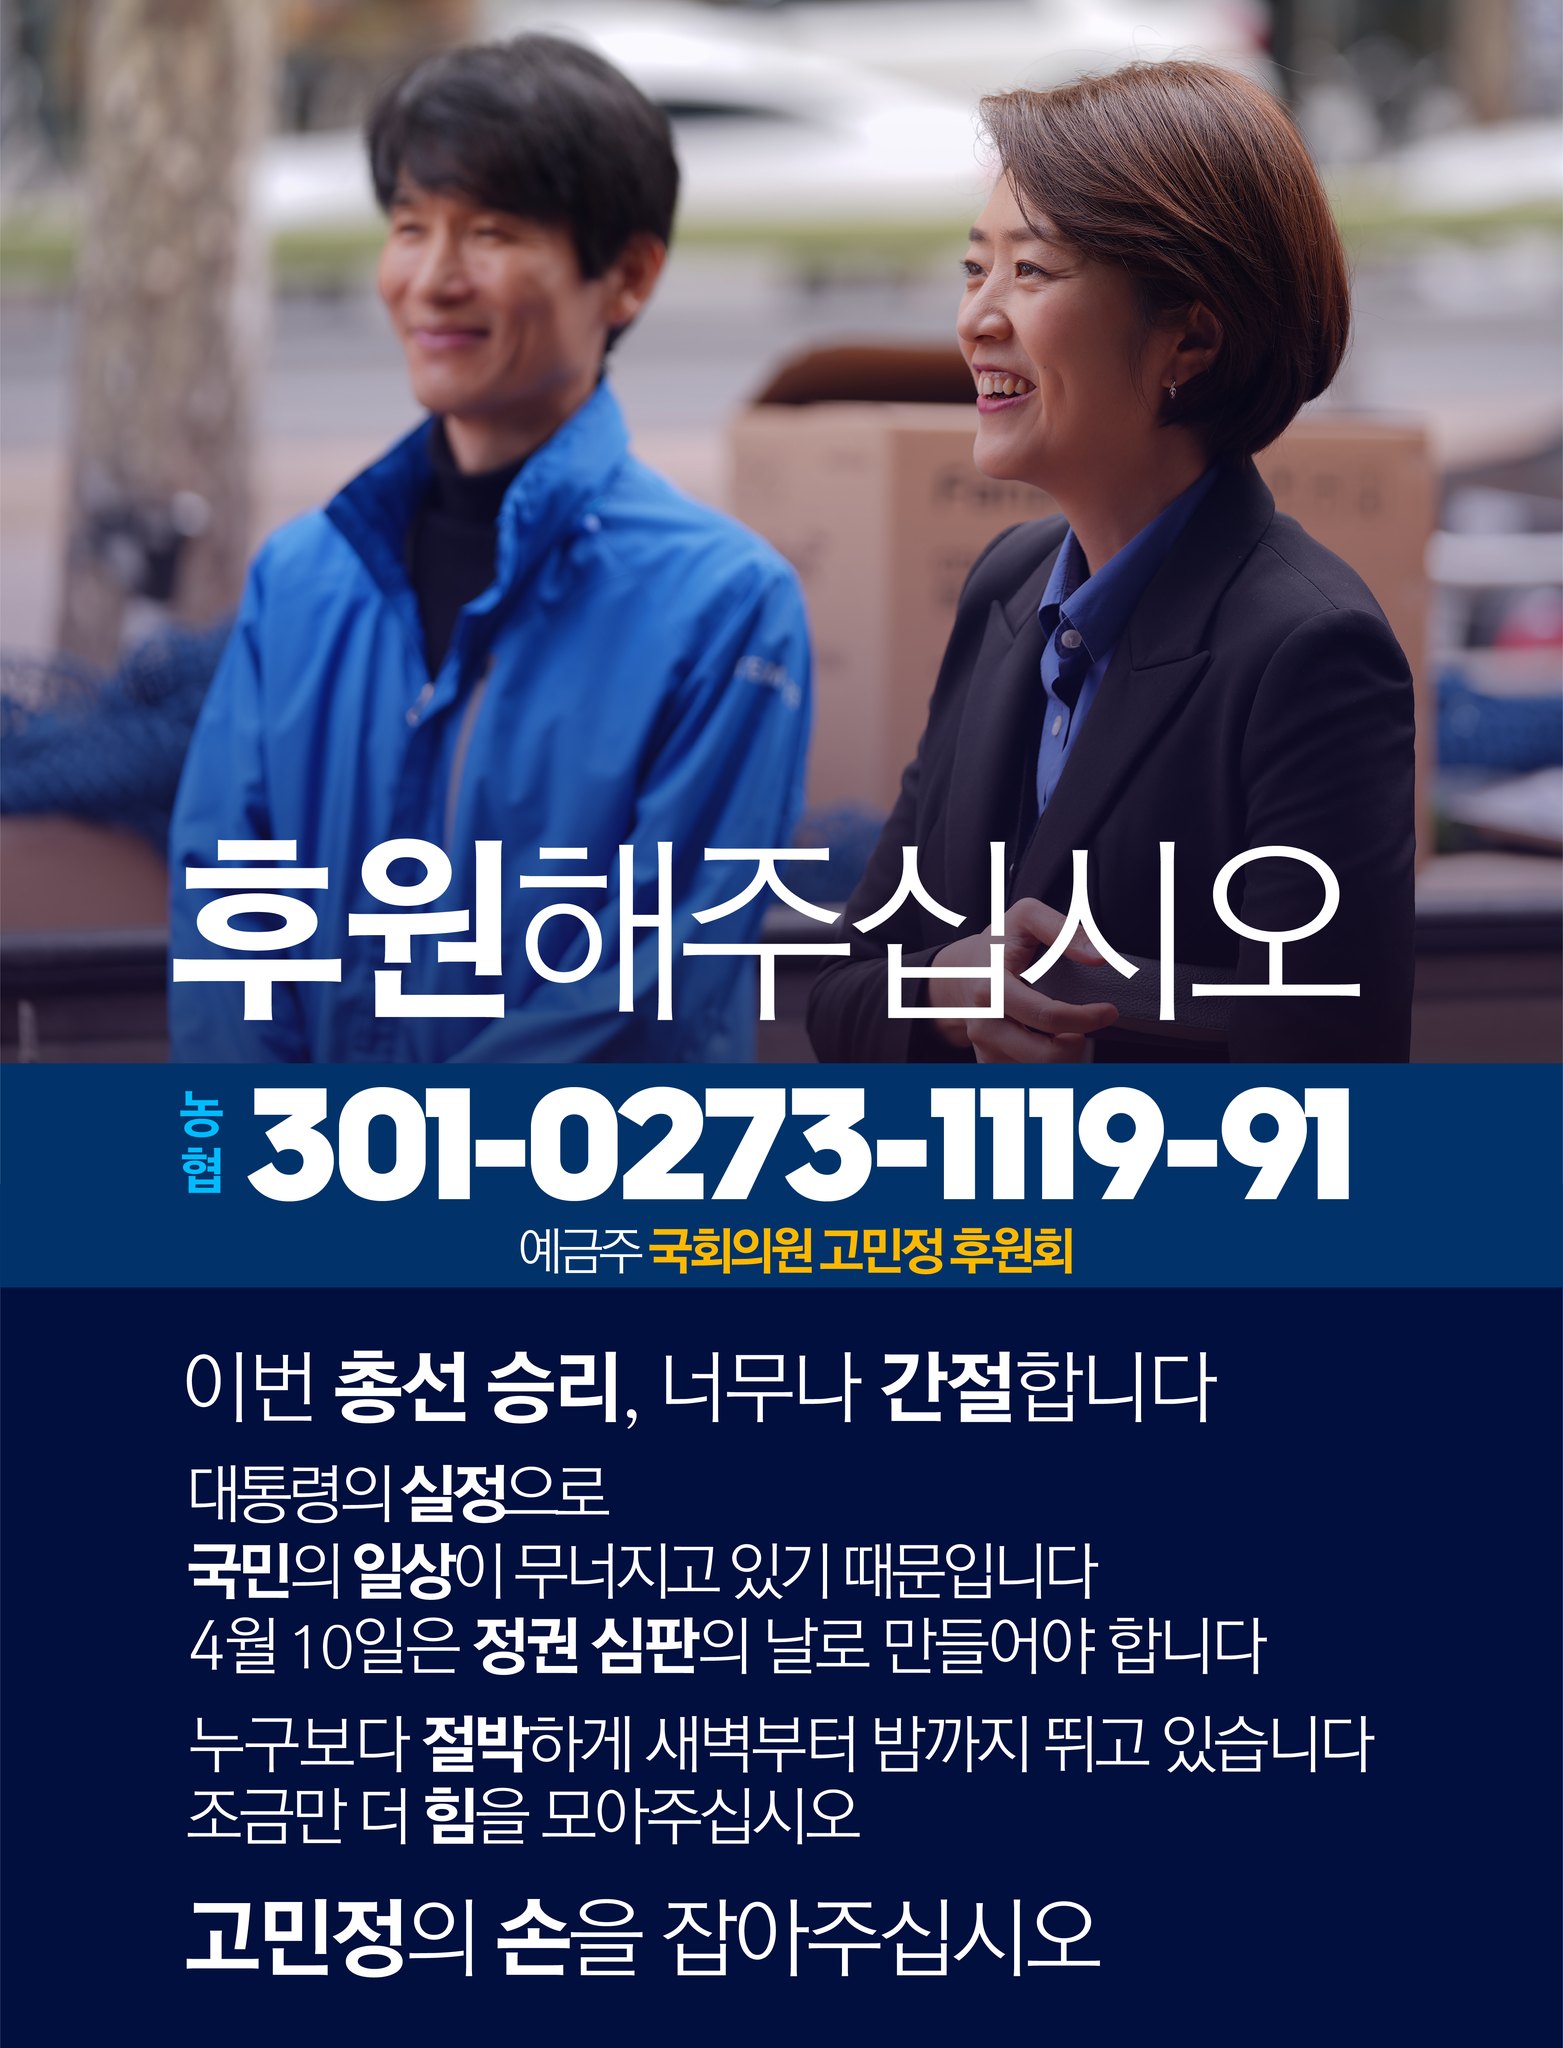 후원해주십시오
농협 301-0273-1119-91
예금주 국회의원 고민정 후원회
이번 총선 승리, 너무나 간절합니다
대통령의 실정으로
국민의 일상이 무너지고 있기 때문입니다
4월 10일은 정권 심판의 날로 만들어야 합니다
누구보다 절박하게 새벽부터 밤까지 뛰고 있습니다
조금만 더 힘을 모아주십시오
고민정의 손을 잡아주십시오